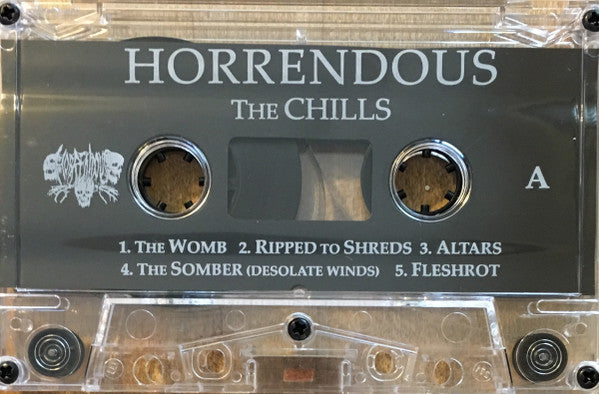 HORRENDOUS
THE CHILLS
A
1. THE WOMB 2. RIPPED TO SHREDS 3. ALTARS
4. THE SOMBER (DESOLATE WINDS) 5. FLESHROT